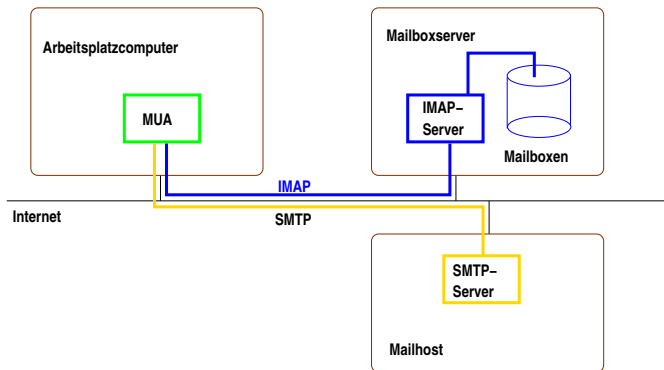 Arbeitsplatzcomputer
MUA
Mailboxserver
IMAP–
Server
Mailboxen
IMAP
Internet
SMTP
SMTP–
Server
Mailhost